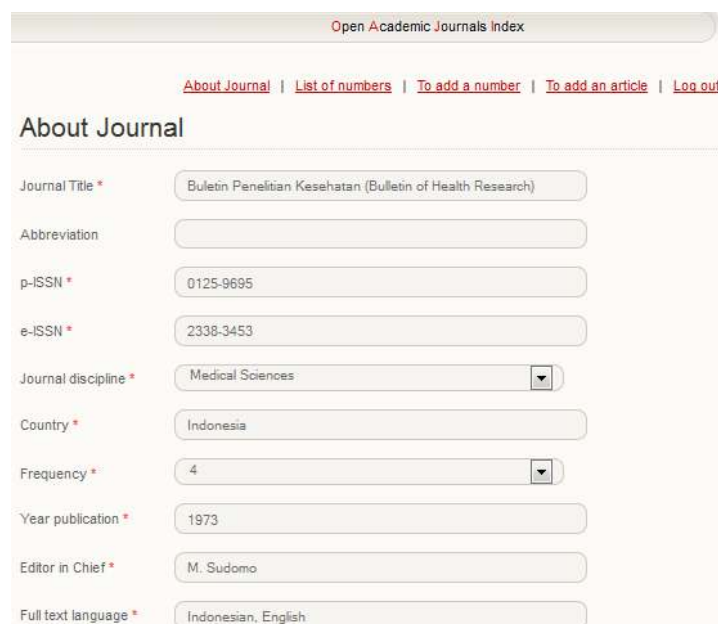 Open Academic Journals Index
About Journal | List of numbers | To add a number | To add an article | Log out
About Journal
Journal Title * Buletin Penelitian Kesehatan (Bulletin of Health Research)
Abbreviation
p-ISSN * 0125-9695
e-ISSN * 2338-3453
Journal discipline * Medical Sciences
Country * Indonesia
Frequency * 4
Year publication * 1973
Editor in Chief * M. Sudomo
Full text language * Indonesian, English